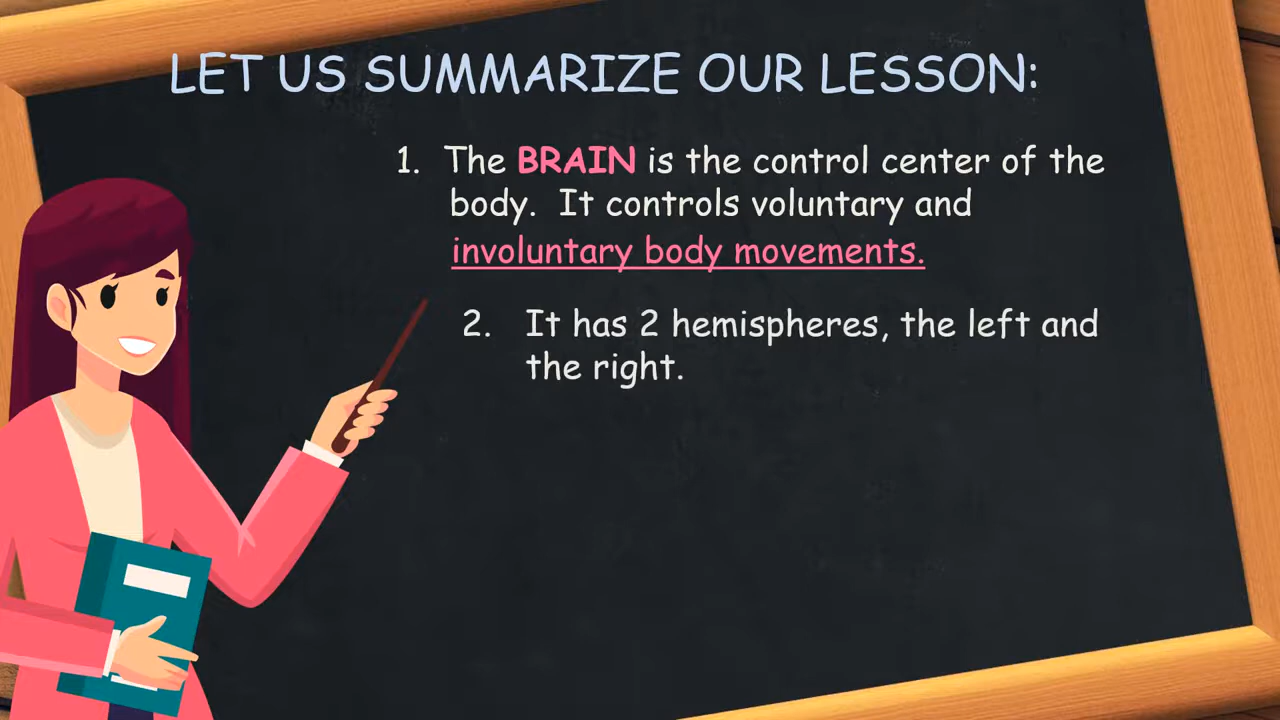 LET US SUMMARIZE OUR LESSON:
1. The BRAIN is the control center of the
body. It controls voluntary and
involuntary body movements.
2. It has 2 hemispheres, the left and
the right.